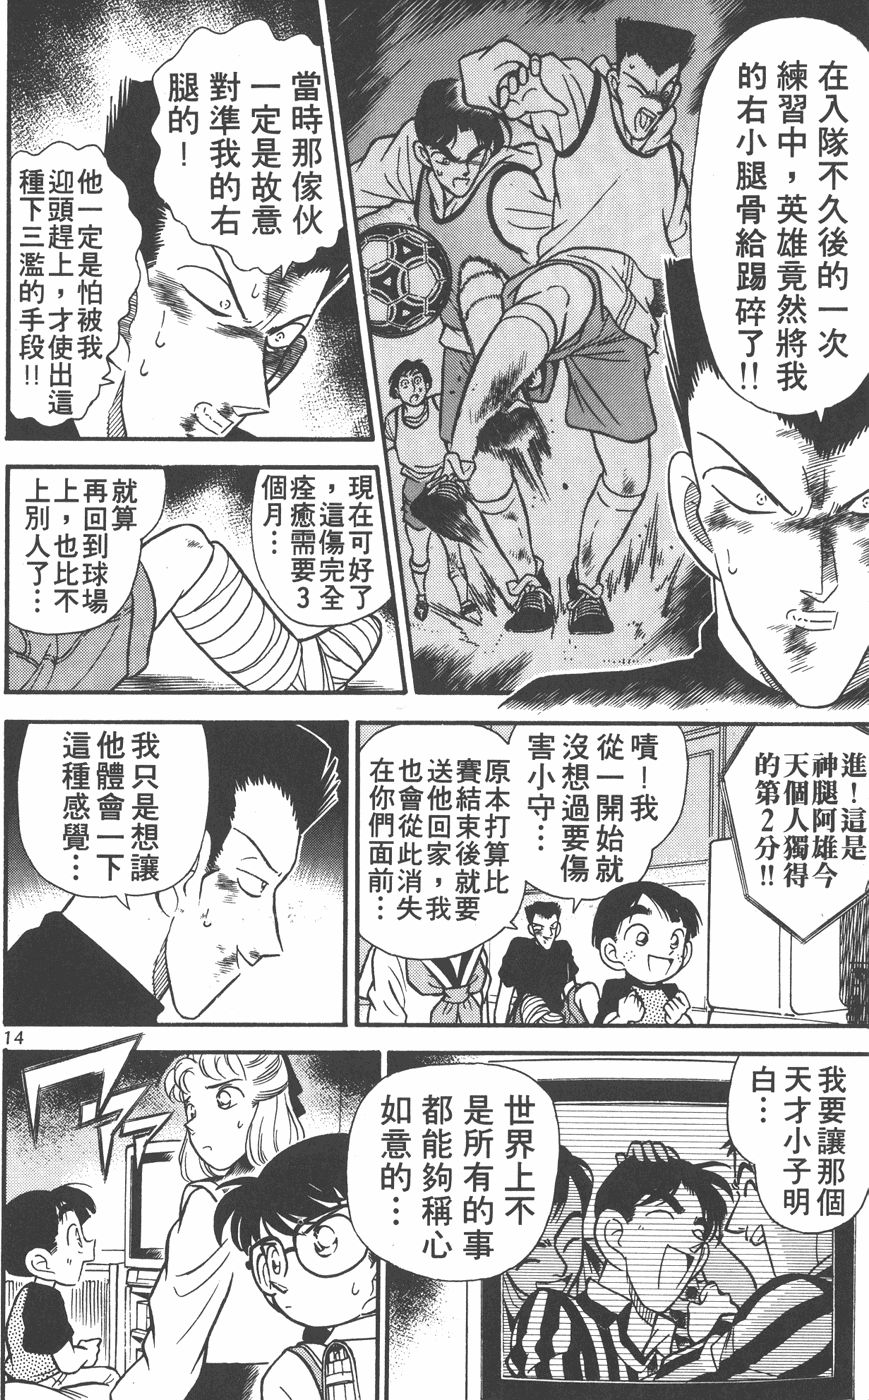 在入隊不久後的一次
練習中，英雄竟然將我
的右小腿骨給踢碎了!!
當時那傢伙
一定是故意
對準我的右
腿的！
他一定是怕被我
迎頭趕上，才使出這
種下三濫的手段!!
現在可好了
，這傷完全
痊癒需要3
個月…
就算
再回到球場
上，也比不
上別人了…
進！這是
神腿阿雄今
天個人獨得
的第2分!!
嘖！我
從一開始就
沒想過要傷
害小守…
原本打算比
賽結束後就要
送他回家，我
也會從此消失
在你們面前…
我只是想讓
他體會一下
這種感覺…
14
我要讓那個
天才小子明
白…
世界上不
是所有的事
都能夠稱心
如意的…
ワアアア